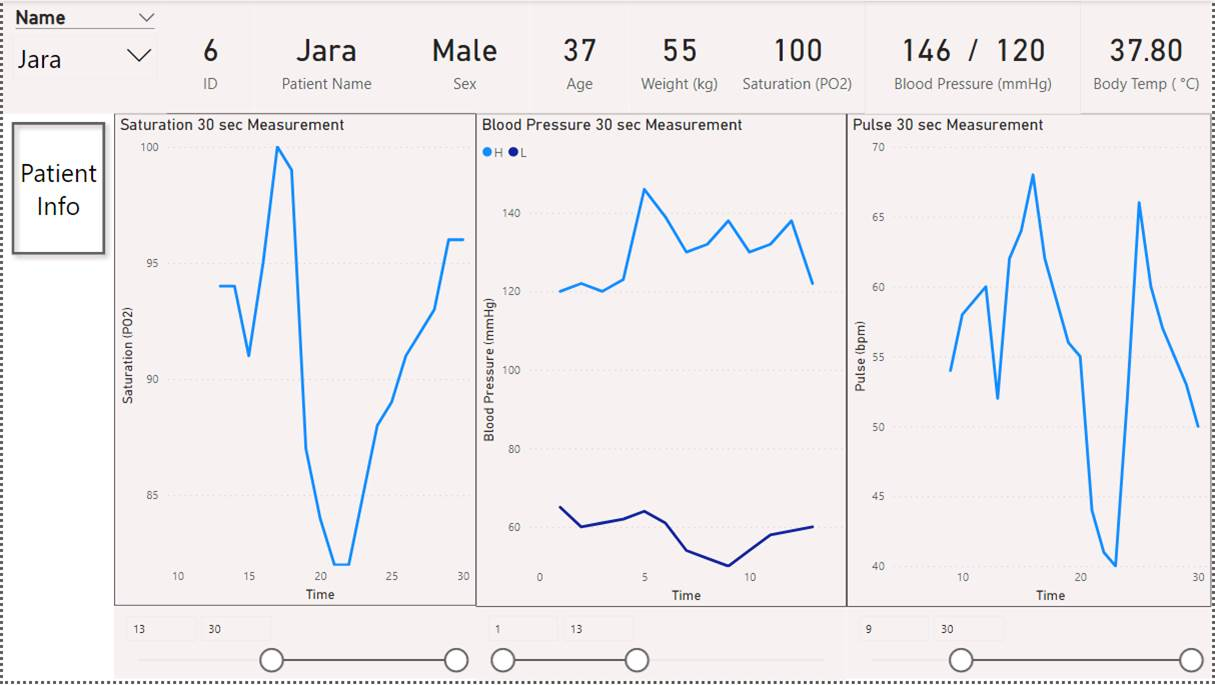 Name
Jara
6
ID
Jara
Patient Name
Male
Sex
37
Age
55
Weight (kg)
100
Saturation (PO2)
146 / 120
Blood Pressure (mmHg)
37.80
Body Temp ( °C)
Patient
Info
Saturation 30 sec Measurement
Saturation (PO2)
100
95
90
85
10 15 20 25 30
Time
13 30
Blood Pressure 30 sec Measurement
H L
Blood Pressure (mmHg)
140
120
100
80
60
0 5 10
Time
1 13
Pulse 30 sec Measurement
Pulse (bpm)
70
65
60
55
50
45
40
10 20 30
Time
9 30